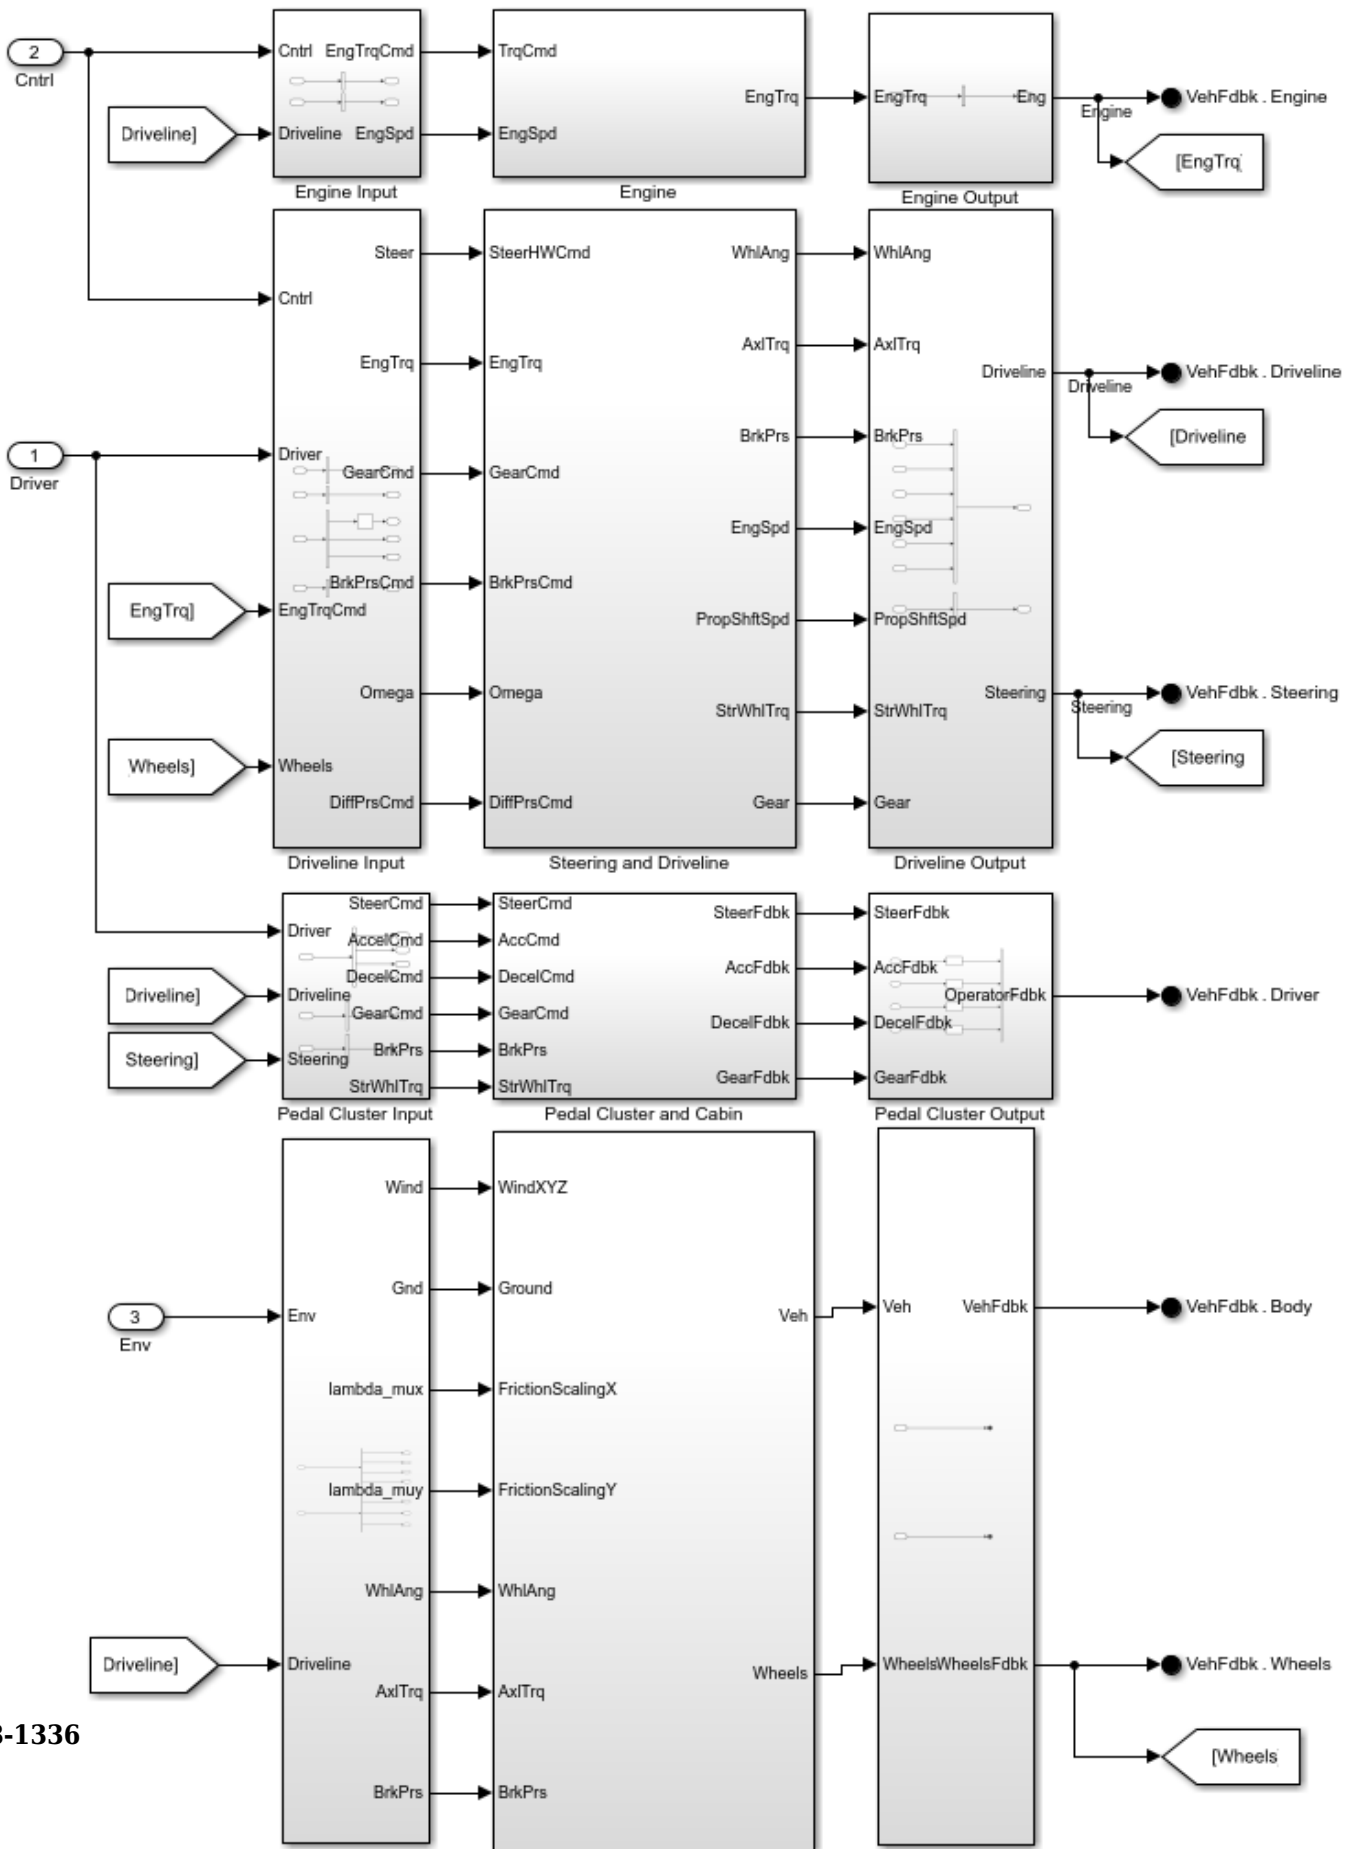 2
Cntrl
Driveline]
Cntrl EngTrqCmd
Driveline EngSpd
Engine Input
TrqCmd
EngTrq
EngSpd
Engine
EngTrq Eng
Engine Output
Engine
VehFdbk . Engine
[EngTrq
1
Driver
EngTrq]
Wheels]
Steer
Cntrl
EngTrq
Driver
GearCmd
BrkPrsCmd
EngTrqCmd
Omega
Wheels
DiffPrsCmd
Driveline Input
SteerHWCmd
WhlAng
AxlTrq
EngTrq
BrkPrs
GearCmd
EngSpd
BrkPrsCmd
PropShftSpd
Omega
StrWhlTrq
DiffPrsCmd
Gear
Steering and Driveline
WhlAng
AxlTrq
Driveline
BrkPrs
EngSpd
PropShftSpd
Steering
StrWhlTrq
Gear
Driveline Output
Driveline
VehFdbk . Driveline
[Driveline
Steering
VehFdbk . Steering
[Steering
Driveline]
Steering]
SteerCmd
Driver
AccelCmd
DecelCmd
Driveline
GearCmd
BrkPrs
Steering
StrWhlTrq
Pedal Cluster Input
SteerCmd
SteerFdbk
AccCmd
AccFdbk
DecelCmd
GearCmd
DecelFdbk
BrkPrs
GearFdbk
StrWhlTrq
Pedal Cluster and Cabin
SteerFdbk
AccFdbk
OperatorFdbk
DecelFdbk
GearFdbk
Pedal Cluster Output
VehFdbk . Driver
3
Env
Driveline]
Wind
Gnd
Env
lambda_mux
lambda_muy
WhlAng
Driveline
AxlTrq
BrkPrs
WindXYZ
Ground
Veh
FrictionScalingX
FrictionScalingY
WhlAng
Wheels
AxlTrq
BrkPrs
Veh VehFdbk
WheelsWheelsFdbk
VehFdbk . Body
VehFdbk . Wheels
[Wheels
-1336